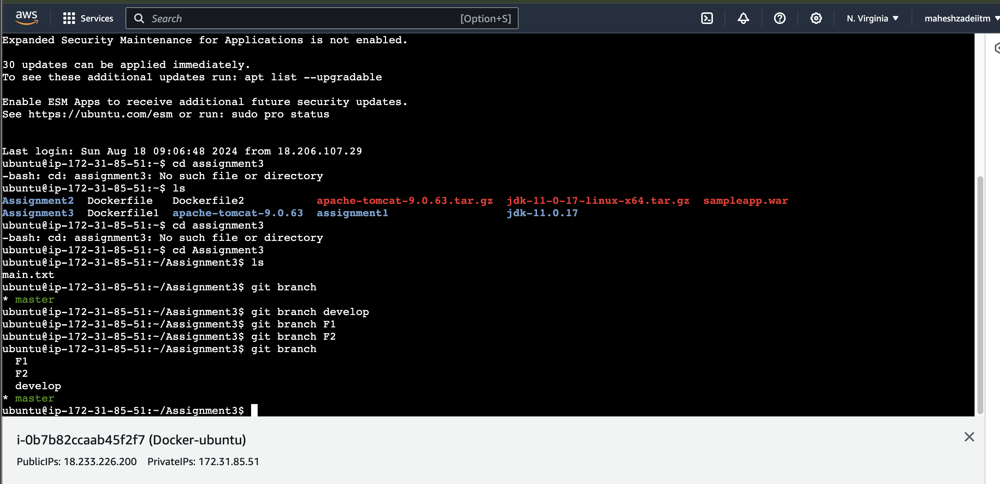 aws Services Search [Option+S] N. Virginia maheshzadeiitm
Expanded Security Maintenance for Applications is not enabled.
30 updates can be applied immediately.
To see these additional updates run: apt list --upgradable
Enable ESM Apps to receive additional future security updates.
See https://ubuntu.com/esm or run: sudo pro status
Last login: Sun Aug 18 09:06:48 2024 from 18.206.107.29
ubuntu@ip-172-31-85-51:~$ cd assignment3
-bash: cd: assignment3: No such file or directory
ubuntu@ip-172-31-85-51:~$ ls
Assignment2 Dockerfile Dockerfile2 apache-tomcat-9.0.63.tar.gz jdk-11-0-17-linux-x64.tar.gz sampleapp.war
Assignment3 Dockerfile1 apache-tomcat-9.0.63 assignment1 jdk-11.0.17
ubuntu@ip-172-31-85-51:~$ cd assignment3
-bash: cd: assignment3: No such file or directory
ubuntu@ip-172-31-85-51:~$ cd Assignment3
ubuntu@ip-172-31-85-51:~/Assignment3$ ls
main.txt
ubuntu@ip-172-31-85-51:~/Assignment3$ git branch
* master
ubuntu@ip-172-31-85-51:~/Assignment3$ git branch develop
ubuntu@ip-172-31-85-51:~/Assignment3$ git branch F1
ubuntu@ip-172-31-85-51:~/Assignment3$ git branch F2
ubuntu@ip-172-31-85-51:~/Assignment3$ git branch
F1
F2
develop
* master
ubuntu@ip-172-31-85-51:~/Assignment3$
i-0b7b82ccaab45f2f7 (Docker-ubuntu)
PublicIPs: 18.233.226.200 PrivateIPs: 172.31.85.51